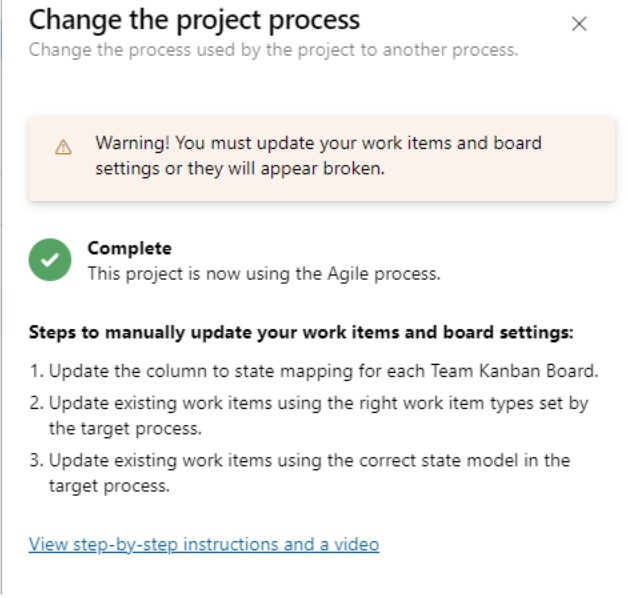 Change the project process
Change the process used by the project to another process.
Warning! You must update your work items and board
settings or they will appear broken.
Complete
This project is now using the Agile process.
Steps to manually update your work items and board settings:
1. Update the column to state mapping for each Team Kanban Board.
2. Update existing work items using the right work item types set by
the target process.
3. Update existing work items using the correct state model in the
target process.
View step-by-step instructions and a video